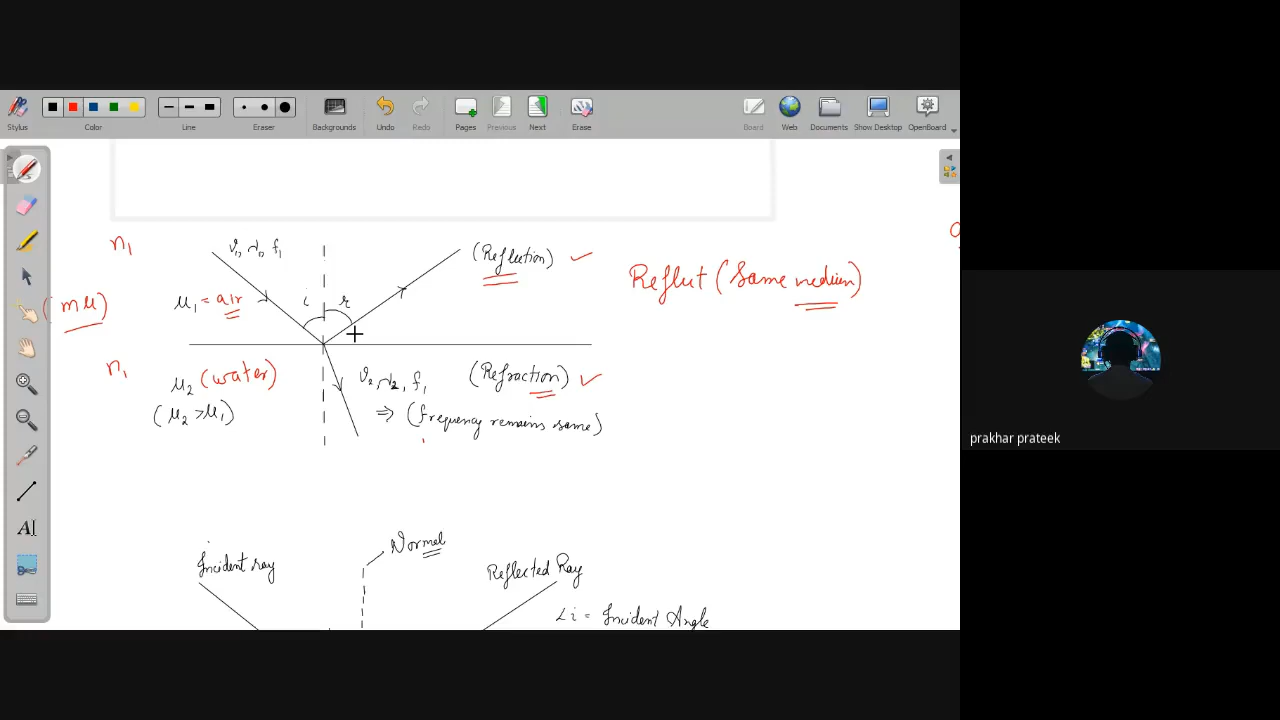 Color
Line
Eraser
Backgrounds
Undo
Redo
Pages
Previous
Next
Erase
Board
Web
Documents
Show Desktop
OpenBoard
Stylus
n1
v1, λ1, f1
(Reflection) ✓
Reflect (Same medium)
μ1 = air
i
r
(mu)
n1
μ2 (water)
v2, λ2, f1
(Refraction) ✓
(μ2 > μ1)
⇒ (frequency remains same)
Normal
Incident ray
Reflected Ray
∠i = Incident Angle
prakhar prateek